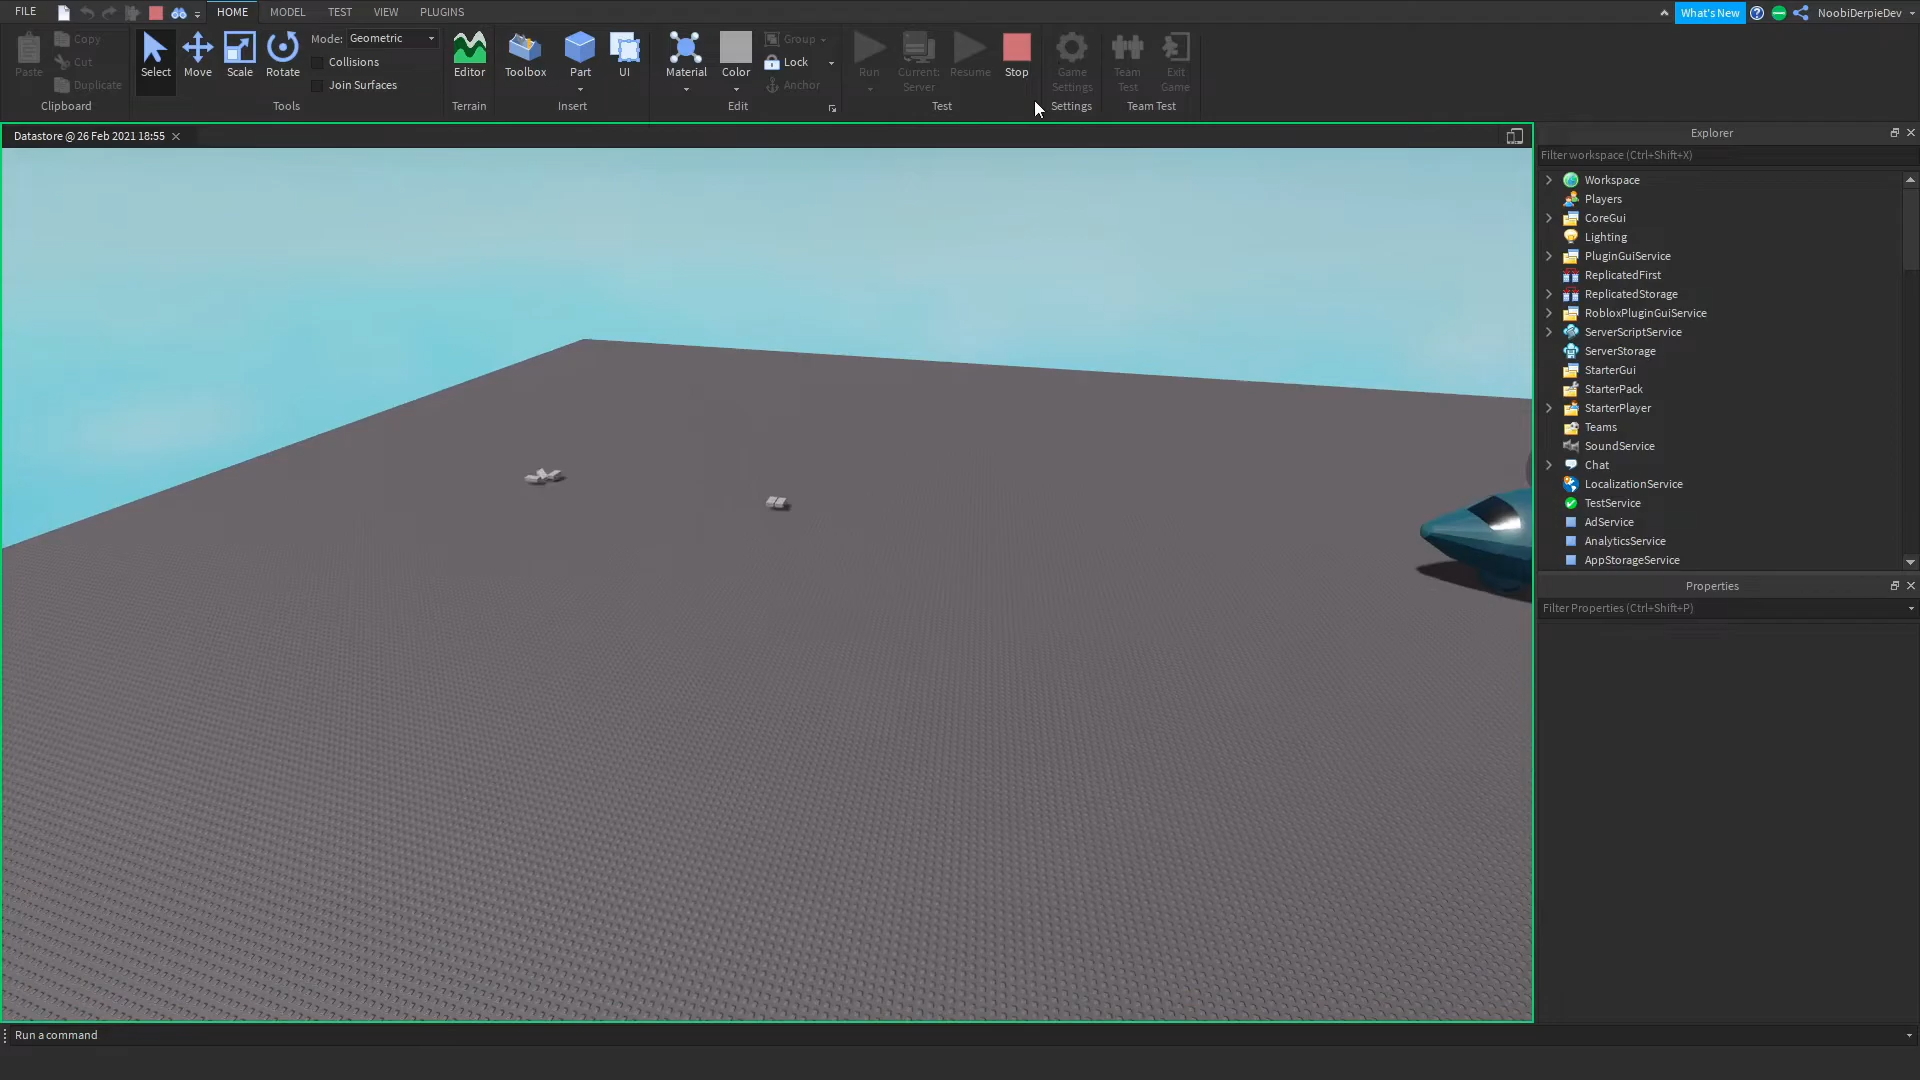 FILE
HOME
MODEL
TEST
VIEW
PLUGINS
What's New
NoobiDerpieDev
Paste
Copy
Cut
Duplicate
Clipboard
Select
Move
Scale
Rotate
Mode: Geometric
Collisions
Join Surfaces
Tools
Editor
Terrain
Toolbox
Part
UI
Insert
Material
Color
Group
Lock
Anchor
Edit
Run
Current:
Server
Resume
Stop
Test
Game
Settings
Settings
Team
Test
Exit
Game
Team Test
Datastore @ 26 Feb 2021 18:55
Explorer
Filter workspace (Ctrl+Shift+X)
Workspace
Players
CoreGui
Lighting
PluginGuiService
ReplicatedFirst
ReplicatedStorage
RobloxPluginGuiService
ServerScriptService
ServerStorage
StarterGui
StarterPack
StarterPlayer
Teams
SoundService
Chat
LocalizationService
TestService
AdService
AnalyticsService
AppStorageService
Properties
Filter Properties (Ctrl+Shift+P)
Run a command